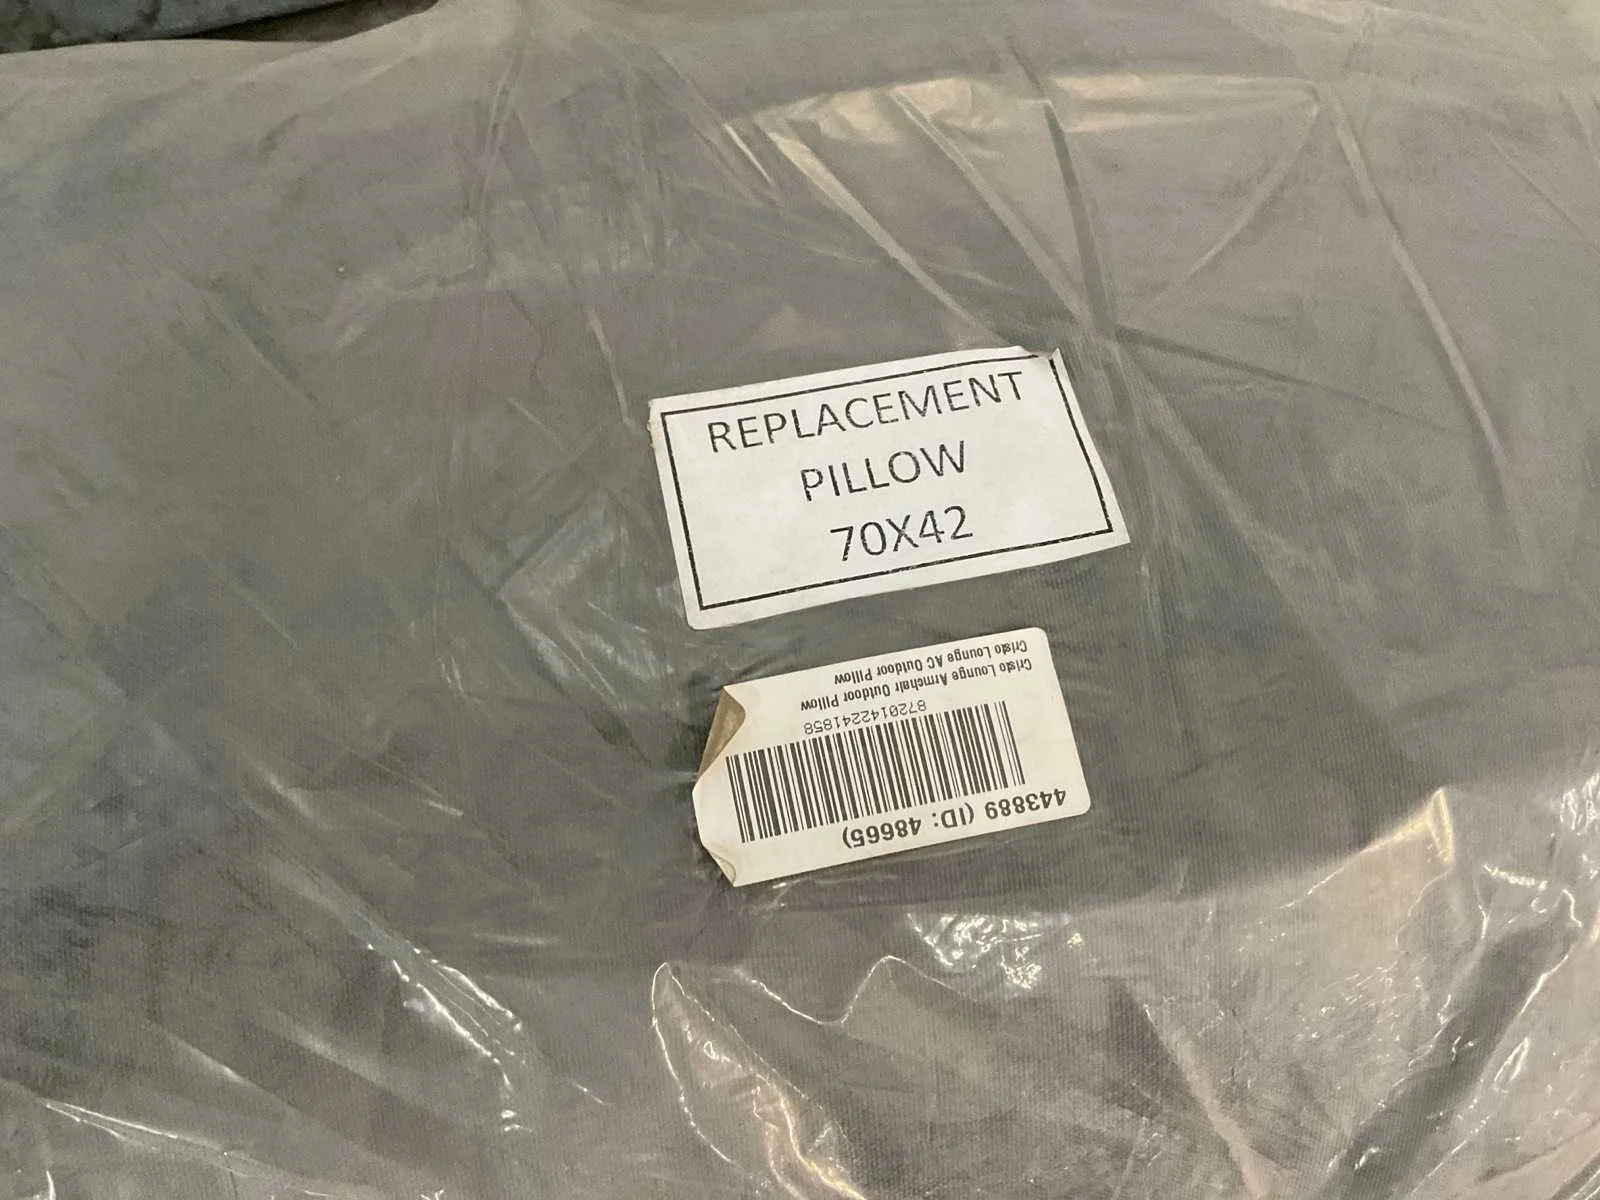 REPLACEMENT
PILLOW
70X42
443889 (ID: 48665)
8720142241858
Cristo Lounge Armchair Outdoor Pillow
Cristo Lounge AC Outdoor Pillow